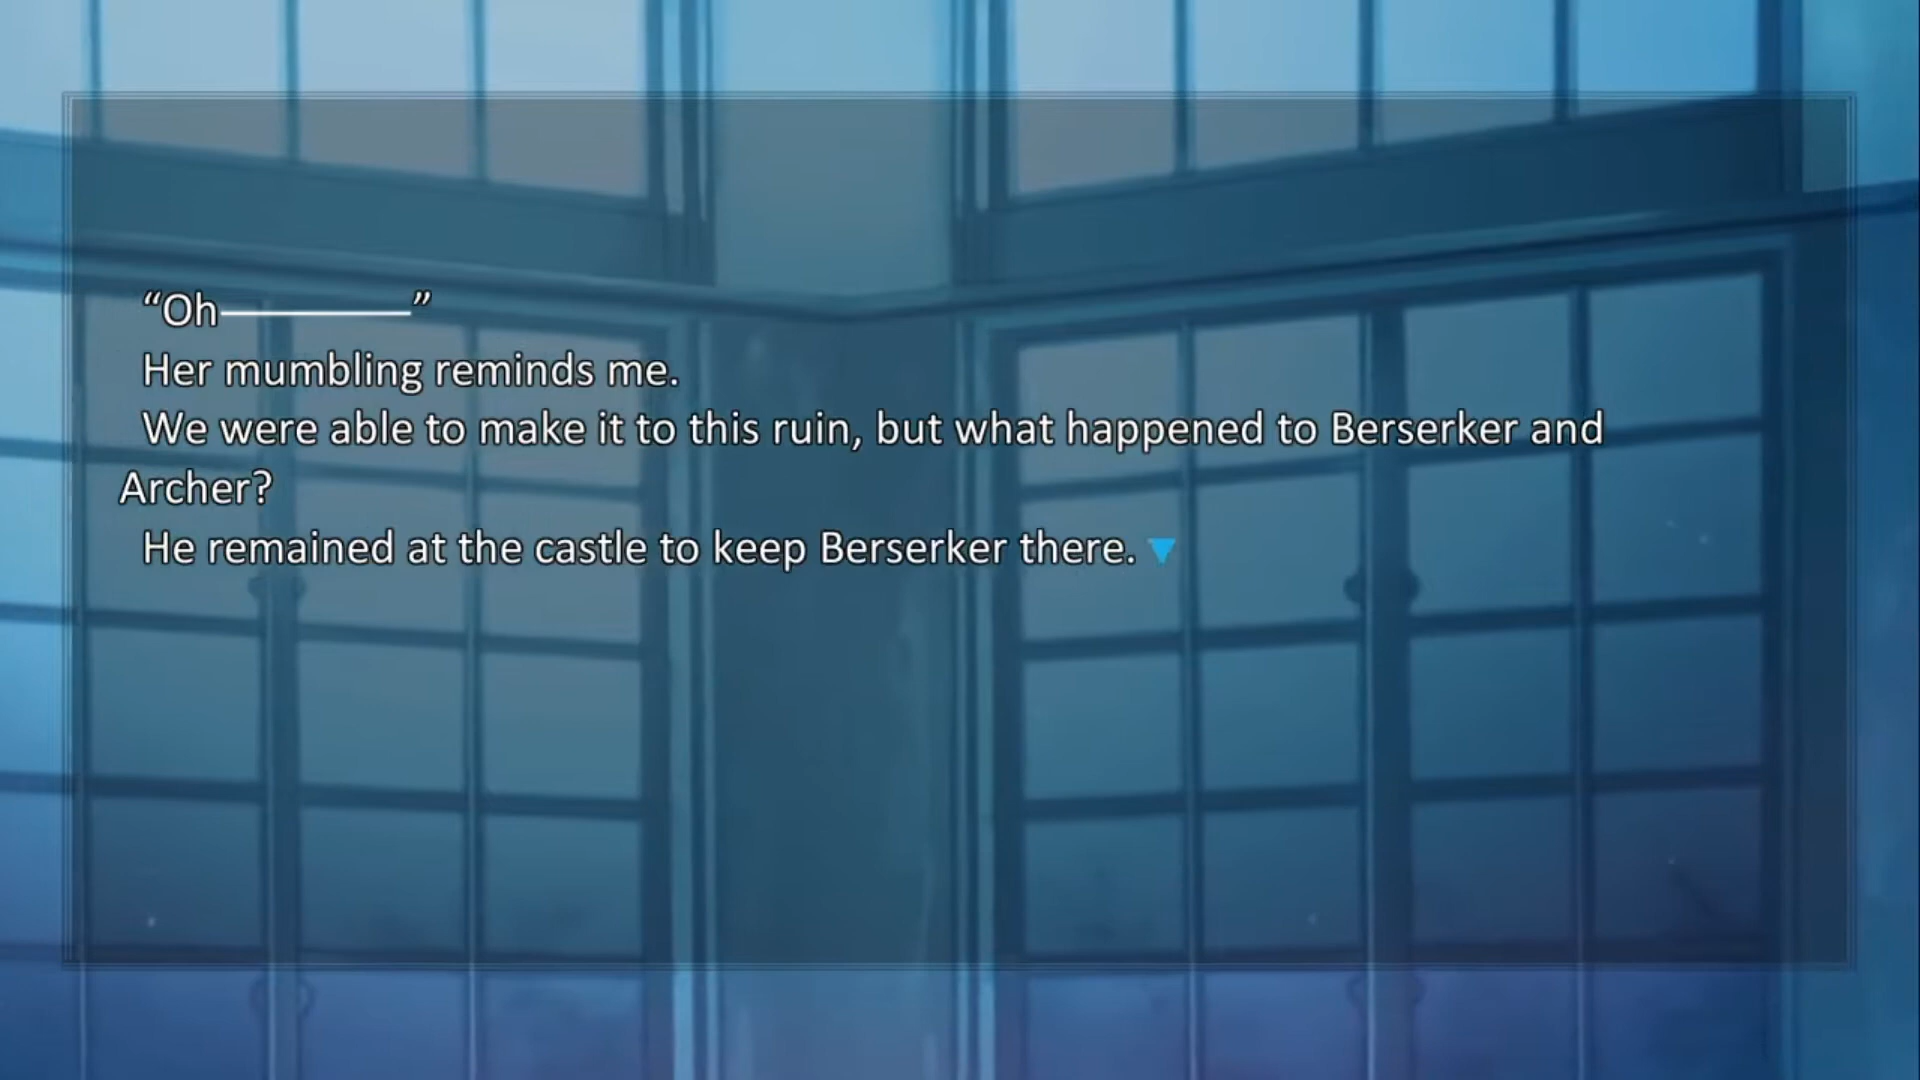 “Oh————”
Her mumbling reminds me.
We were able to make it to this ruin, but what happened to Berserker and
Archer?
He remained at the castle to keep Berserker there.